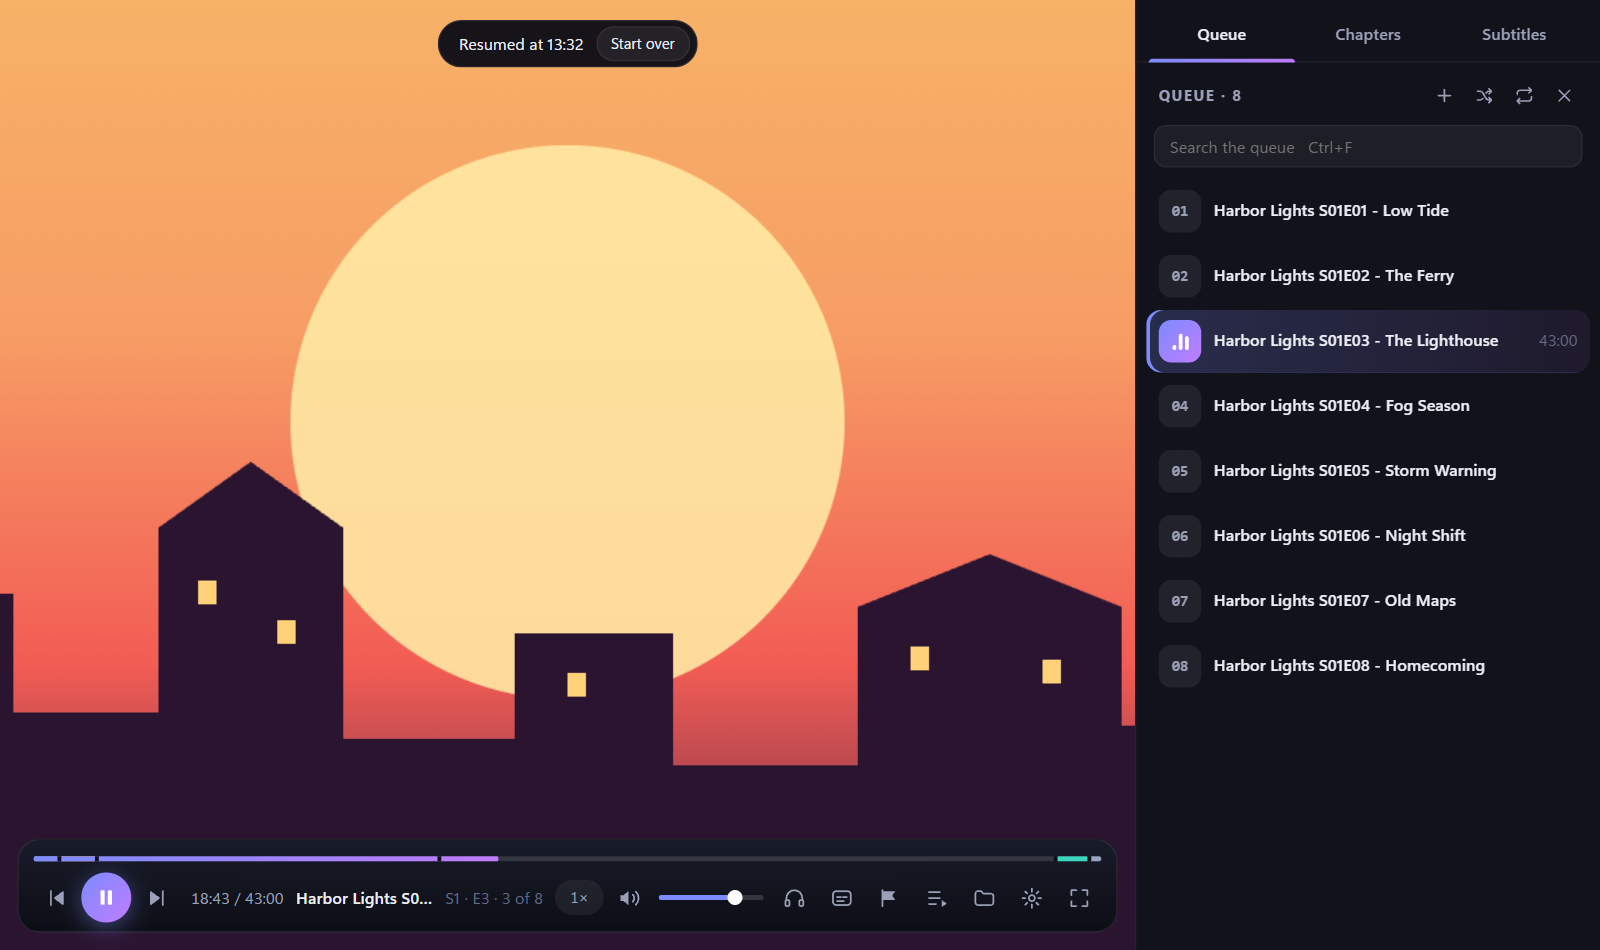 Resumed at 13:32 Start over
Queue Chapters Subtitles
QUEUE · 8
Search the queue Ctrl+F
01 Harbor Lights S01E01 - Low Tide
02 Harbor Lights S01E02 - The Ferry
Harbor Lights S01E03 - The Lighthouse 43:00
04 Harbor Lights S01E04 - Fog Season
05 Harbor Lights S01E05 - Storm Warning
06 Harbor Lights S01E06 - Night Shift
07 Harbor Lights S01E07 - Old Maps
08 Harbor Lights S01E08 - Homecoming
18:43 / 43:00 Harbor Lights S0... S1 · E3 · 3 of 8 1×